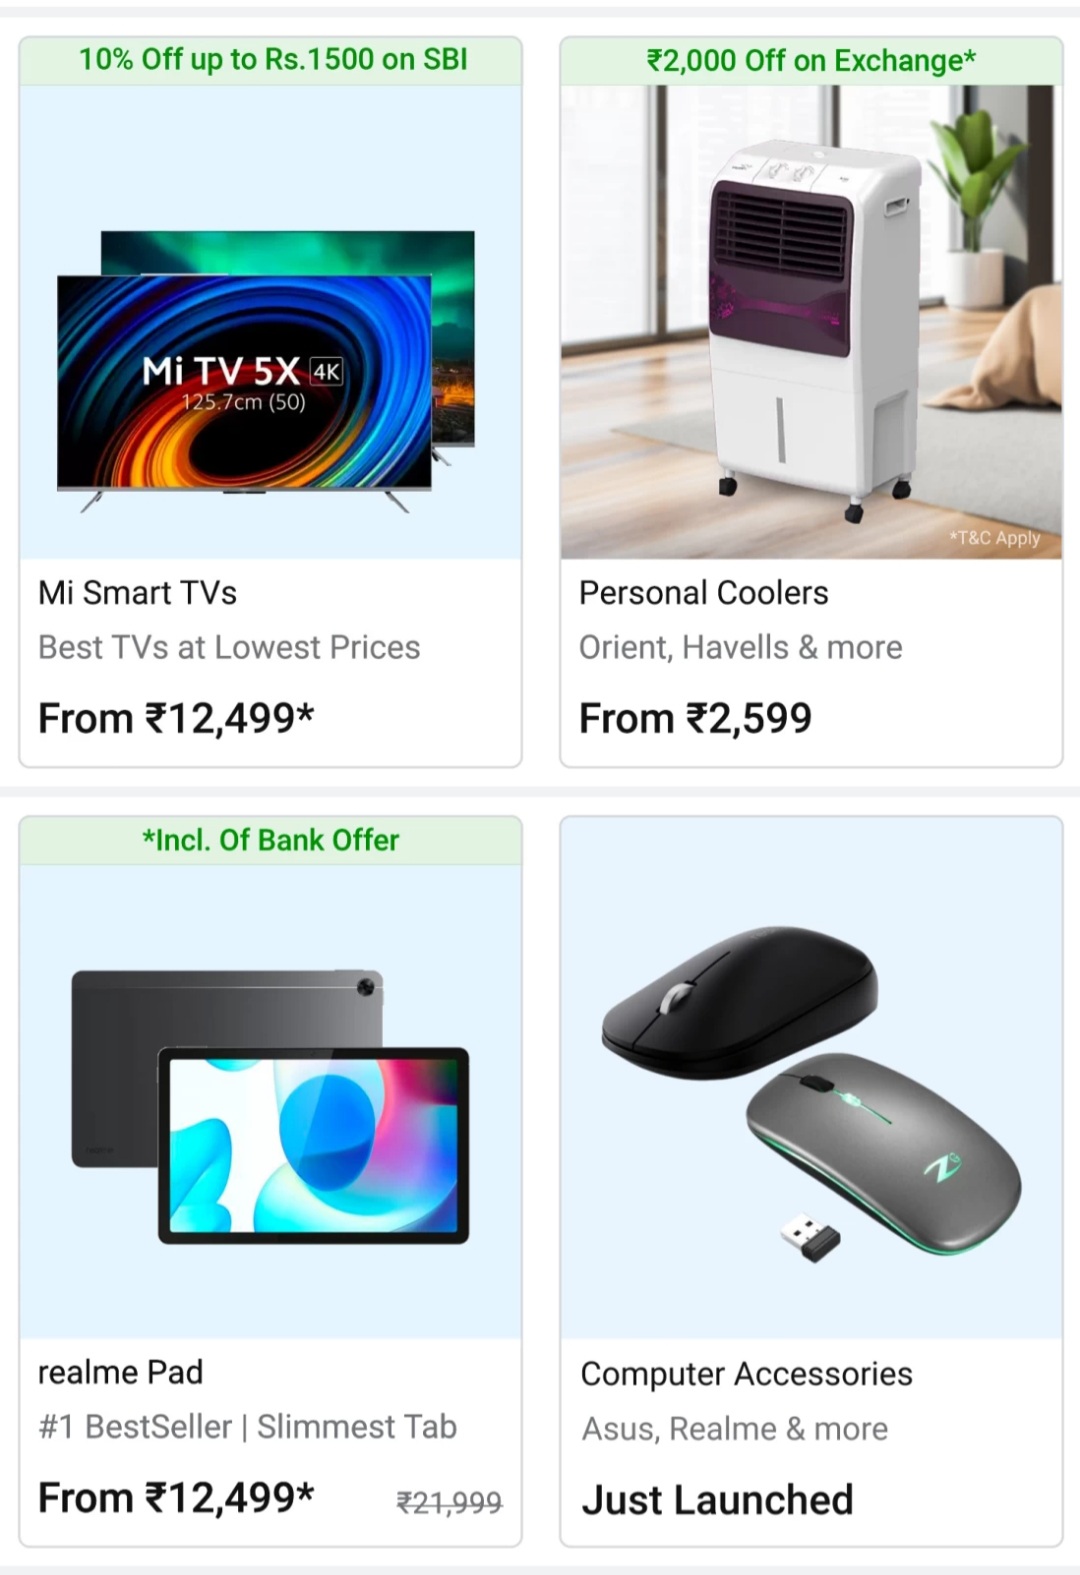 10% Off up to Rs.1500 on SBI
Mi TV 5X 4K
125.7cm (50)
Mi Smart TVs
Best TVs at Lowest Prices
From ₹12,499*
₹2,000 Off on Exchange*
*T&C Apply
Personal Coolers
Orient, Havells & more
From ₹2,599
*Incl. Of Bank Offer
realme Pad
#1 BestSeller | Slimmest Tab
From ₹12,499* ₹21,999
Computer Accessories
Asus, Realme & more
Just Launched